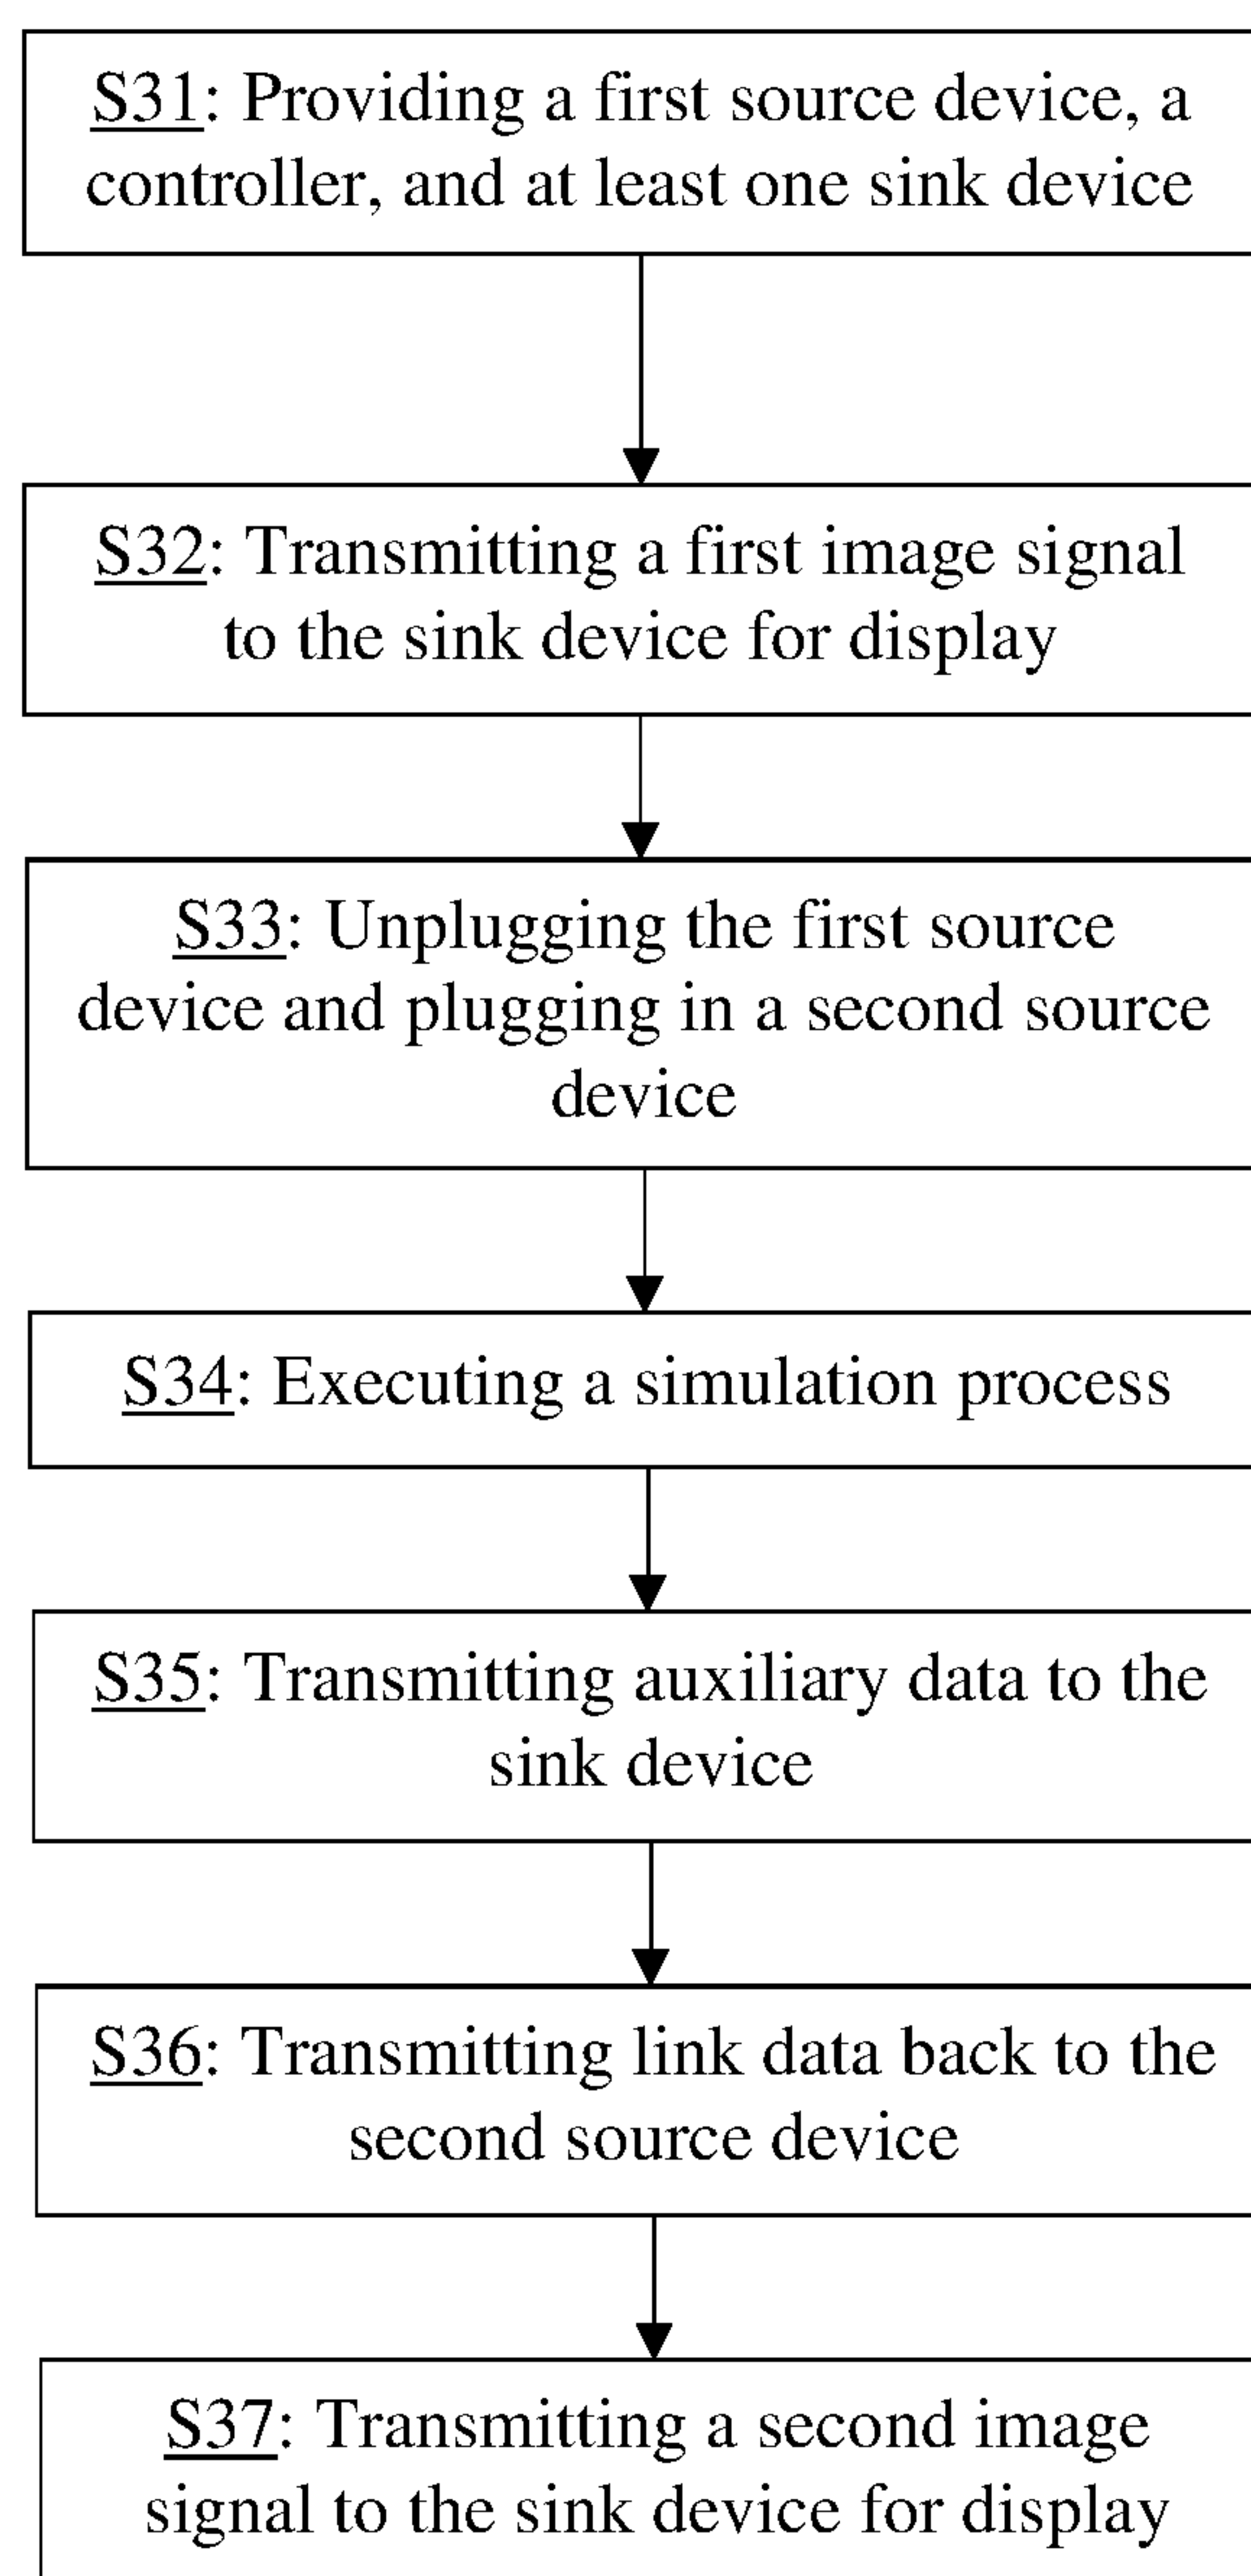 S31: Providing a first source device, a
controller, and at least one sink device
S32: Transmitting a first image signal
to the sink device for display
S33: Unplugging the first source
device and plugging in a second source
device
S34: Executing a simulation process
S35: Transmitting auxiliary data to the
sink device
S36: Transmitting link data back to the
second source device
S37: Transmitting a second image
signal to the sink device for display